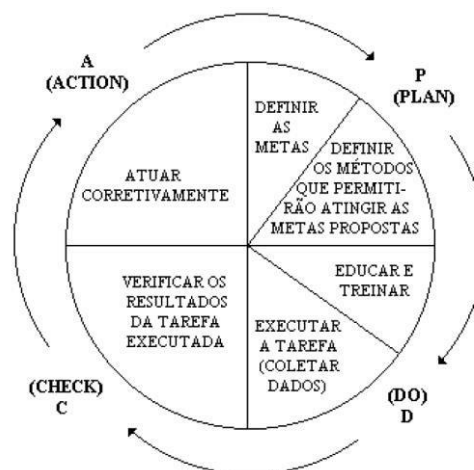 A
(ACTION)
P
(PLAN)
DEFINIR
AS
METAS
DEFINIR
OS MÉTODOS
QUE PERMITI-
RÃO ATINGIR AS
METAS PROPOSTAS
ATUAR
CORRETIVAMENTE
EDUCAR E
TREINAR
VERIFICAR OS
RESULTADOS
DA TAREFA
EXECUTADA
EXECUTAR
A TAREFA
(COLETAR
DADOS)
(CHECK)
C
(DO)
D